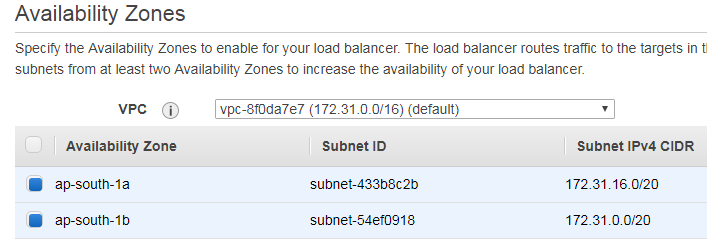 Availability Zones
Specify the Availability Zones to enable for your load balancer. The load balancer routes traffic to the targets in
subnets from at least two Availability Zones to increase the availability of your load balancer.
VPC i vpc-8f0da7e7 (172.31.0.0/16) (default)
Availability Zone Subnet ID Subnet IPv4 CIDR
ap-south-1a subnet-433b8c2b 172.31.16.0/20
ap-south-1b subnet-54ef0918 172.31.0.0/20